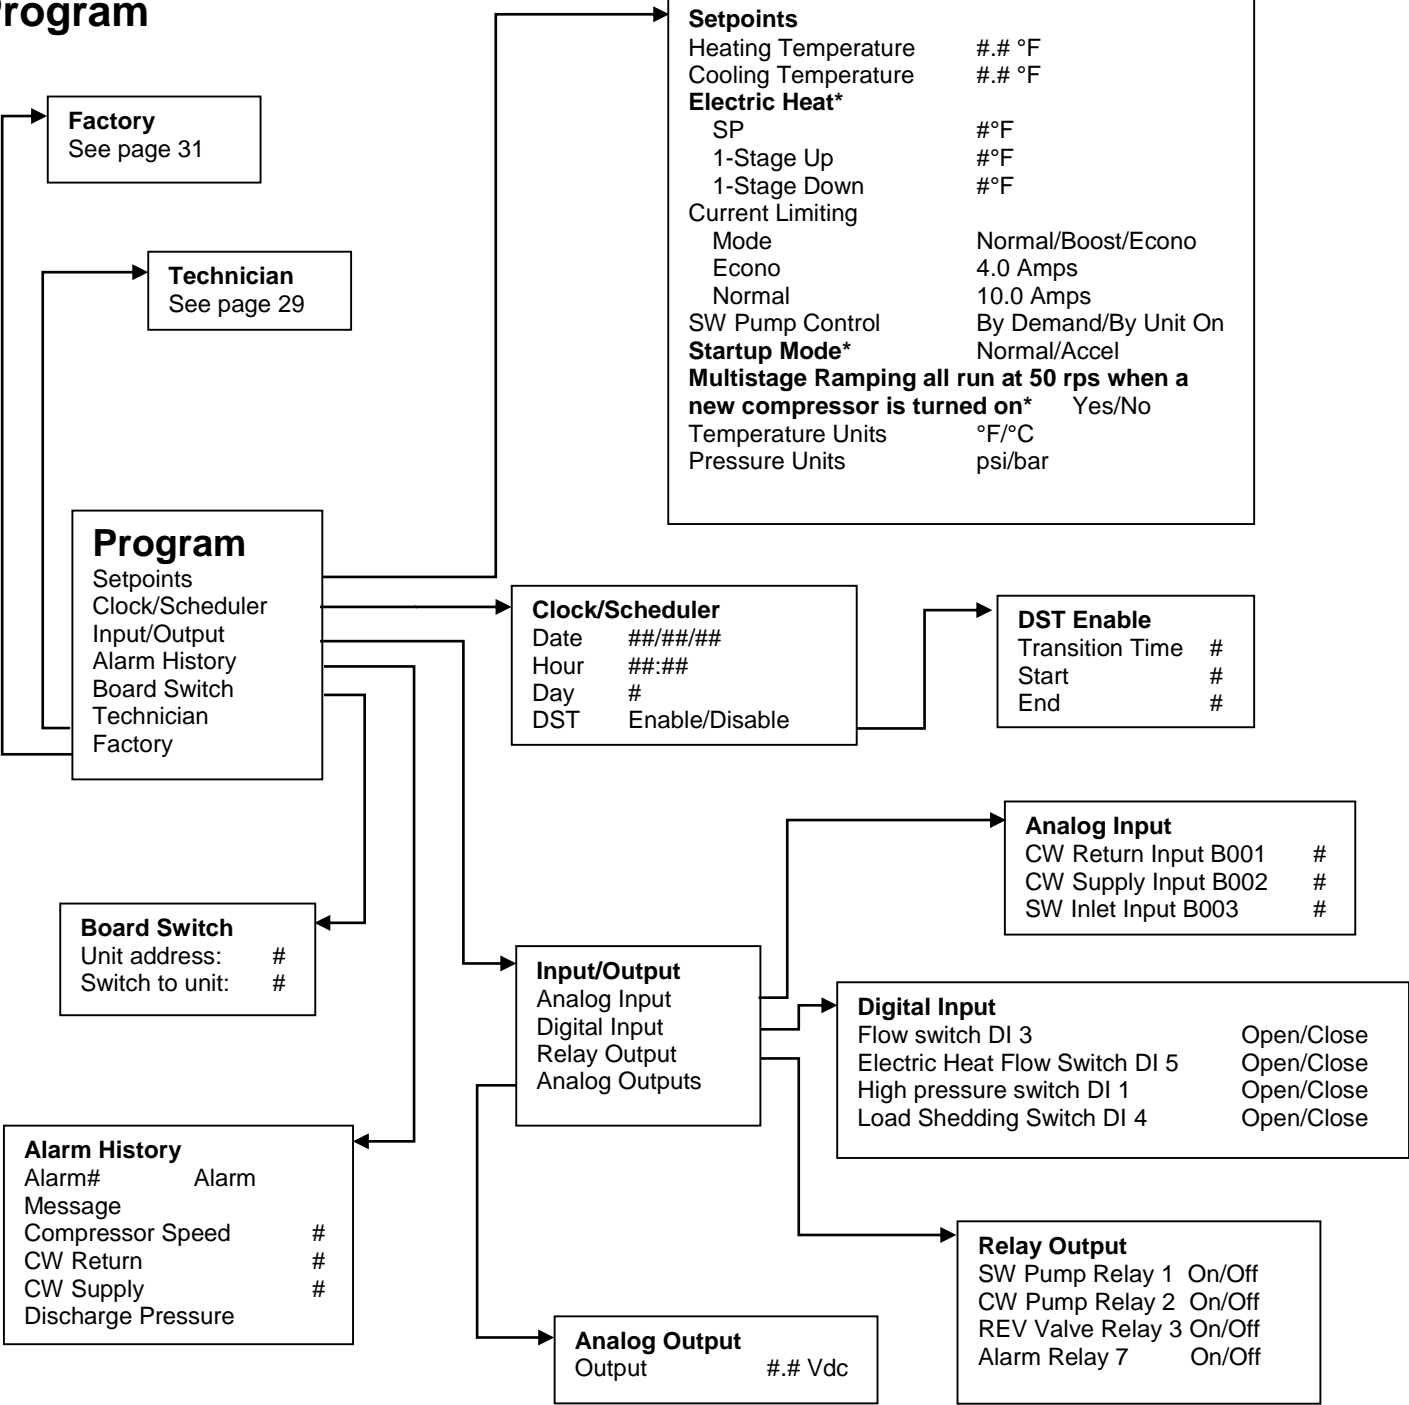 Program
Setpoints
Heating Temperature #.# °F
Cooling Temperature #.# °F
Electric Heat*
SP #°F
1-Stage Up #°F
1-Stage Down #°F
Current Limiting
Mode Normal/Boost/Econo
Econo 4.0 Amps
Normal 10.0 Amps
SW Pump Control By Demand/By Unit On
Startup Mode* Normal/Accel
Multistage Ramping all run at 50 rps when a
new compressor is turned on* Yes/No
Temperature Units °F/°C
Pressure Units psi/bar
Factory
See page 31
Technician
See page 29
Program
Setpoints
Clock/Scheduler
Input/Output
Alarm History
Board Switch
Technician
Factory
Clock/Scheduler
Date ##/##/##
Hour ##:##
Day #
DST Enable/Disable
DST Enable
Transition Time #
Start #
End #
Analog Input
CW Return Input B001 #
CW Supply Input B002 #
SW Inlet Input B003 #
Board Switch
Unit address: #
Switch to unit: #
Input/Output
Analog Input
Digital Input
Relay Output
Analog Outputs
Digital Input
Flow switch DI 3 Open/Close
Electric Heat Flow Switch DI 5 Open/Close
High pressure switch DI 1 Open/Close
Load Shedding Switch DI 4 Open/Close
Alarm History
Alarm# Alarm
Message
Compressor Speed #
CW Return #
CW Supply #
Discharge Pressure
Relay Output
SW Pump Relay 1 On/Off
CW Pump Relay 2 On/Off
REV Valve Relay 3 On/Off
Alarm Relay 7 On/Off
Analog Output
Output #.# Vdc